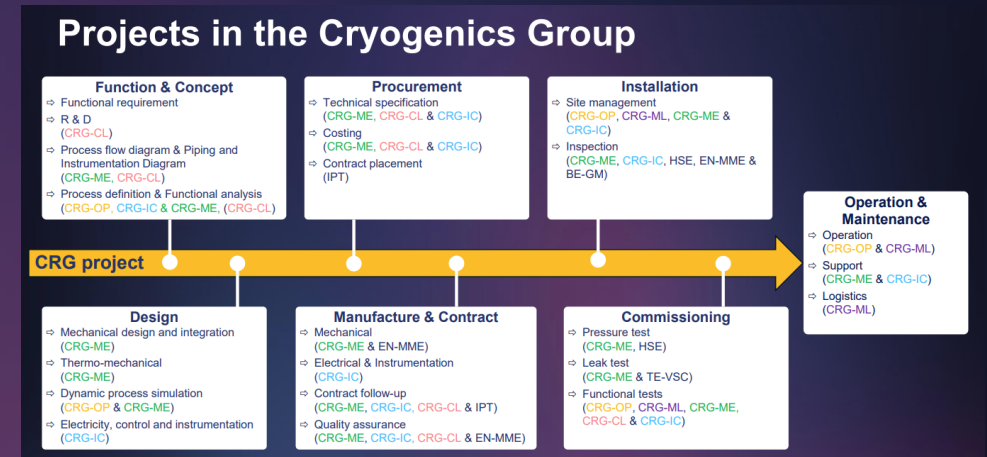 Projects in the Cryogenics Group
Function & Concept
⇨ Functional requirement
⇨ R & D
(CRG-CL)
⇨ Process flow diagram & Piping and
Instrumentation Diagram
(CRG-ME, CRG-CL)
⇨ Process definition & Functional analysis
(CRG-OP, CRG-IC & CRG-ME, (CRG-CL)
Procurement
⇨ Technical specification
(CRG-ME, CRG-CL & CRG-IC)
⇨ Costing
(CRG-ME, CRG-CL & CRG-IC)
⇨ Contract placement
(IPT)
Installation
⇨ Site management
(CRG-OP, CRG-ML, CRG-ME &
CRG-IC)
⇨ Inspection
(CRG-ME, CRG-IC, HSE, EN-MME &
BE-GM)
Operation &
Maintenance
⇨ Operation
(CRG-OP & CRG-ML)
⇨ Support
(CRG-ME & CRG-IC)
⇨ Logistics
(CRG-ML)
CRG project
Design
⇨ Mechanical design and integration
(CRG-ME)
⇨ Thermo-mechanical
(CRG-ME)
⇨ Dynamic process simulation
(CRG-OP & CRG-ME)
⇨ Electricity, control and instrumentation
(CRG-IC)
Manufacture & Contract
⇨ Mechanical
(CRG-ME & EN-MME)
⇨ Electrical & Instrumentation
(CRG-IC)
⇨ Contract follow-up
(CRG-ME, CRG-IC, CRG-CL & IPT)
⇨ Quality assurance
(CRG-ME, CRG-IC, CRG-CL & EN-MME)
Commissioning
⇨ Pressure test
(CRG-ME, HSE)
⇨ Leak test
(CRG-ME & TE-VSC)
⇨ Functional tests
(CRG-OP, CRG-ML, CRG-ME,
CRG-CL & CRG-IC)